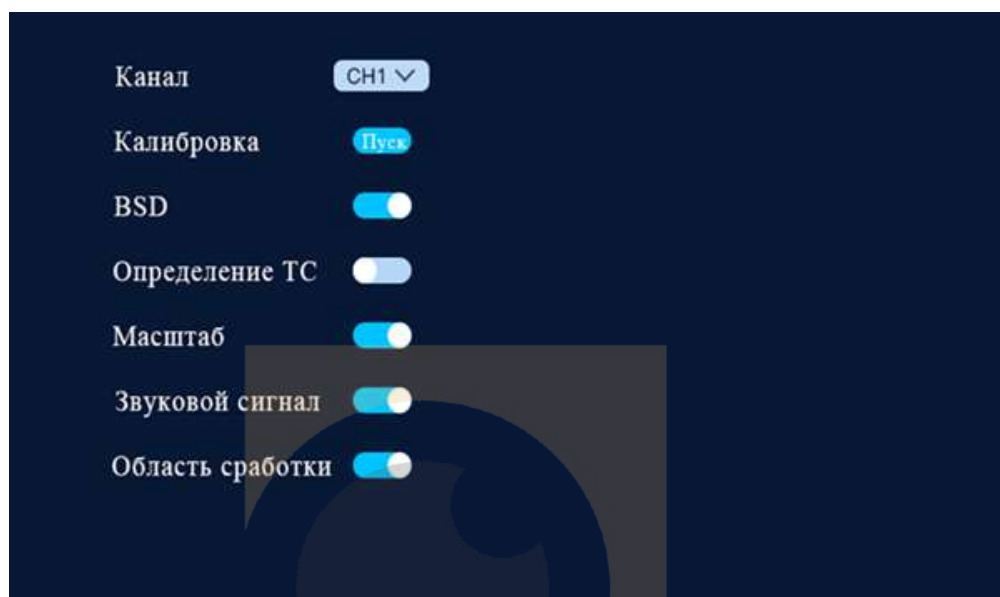 Канал CH1
Калибровка Пуск
BSD
Определение ТС
Масштаб
Звуковой сигнал
Область сработки